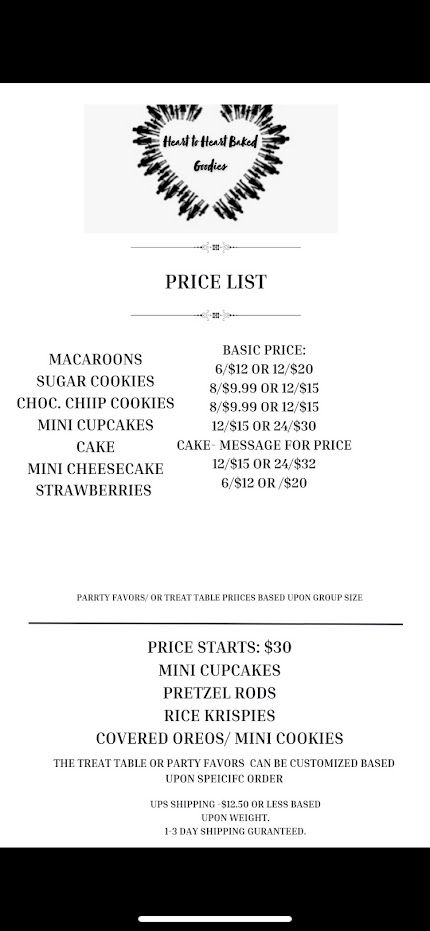 Heart to Heart Baked
Goodies
PRICE LIST
MACAROONS
SUGAR COOKIES
CHOC. CHIIP COOKIES
MINI CUPCAKES
CAKE
MINI CHEESECAKE
STRAWBERRIES
BASIC PRICE:
6/$12 OR 12/$20
8/$9.99 OR 12/$15
8/$9.99 OR 12/$15
12/$15 OR 24/$30
CAKE- MESSAGE FOR PRICE
12/$15 OR 24/$32
6/$12 OR /$20
PARRTY FAVORS/ OR TREAT TABLE PRIICES BASED UPON GROUP SIZE
PRICE STARTS: $30
MINI CUPCAKES
PRETZEL RODS
RICE KRISPIES
COVERED OREOS/ MINI COOKIES
THE TREAT TABLE OR PARTY FAVORS CAN BE CUSTOMIZED BASED
UPON SPEICIFC ORDER
UPS SHIPPING -$12.50 OR LESS BASED
UPON WEIGHT.
1-3 DAY SHIPPING GURANTEED.